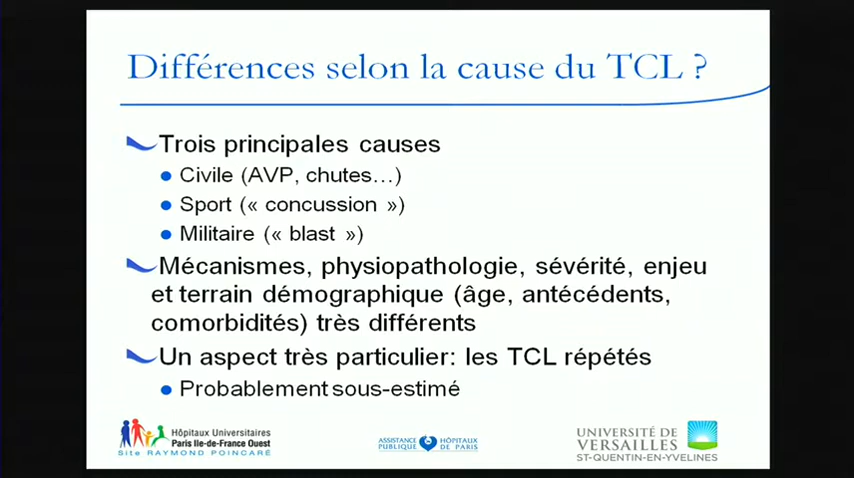 Différences selon la cause du TCL ?
Trois principales causes
Civile (AVP, chutes…)
Sport (« concussion »)
Militaire (« blast »)
Mécanismes, physiopathologie, sévérité, enjeu
et terrain démographique (âge, antécédents,
comorbidités) très différents
Un aspect très particulier: les TCL répétés
Probablement sous-estimé
Hôpitaux Universitaires
Paris Ile-de-France Ouest
Site RAYMOND POINCARÉ
ASSISTANCE HÔPITAUX
PUBLIQUE DE PARIS
UNIVERSITÉ DE
VERSAILLES
ST-QUENTIN-EN-YVELINES